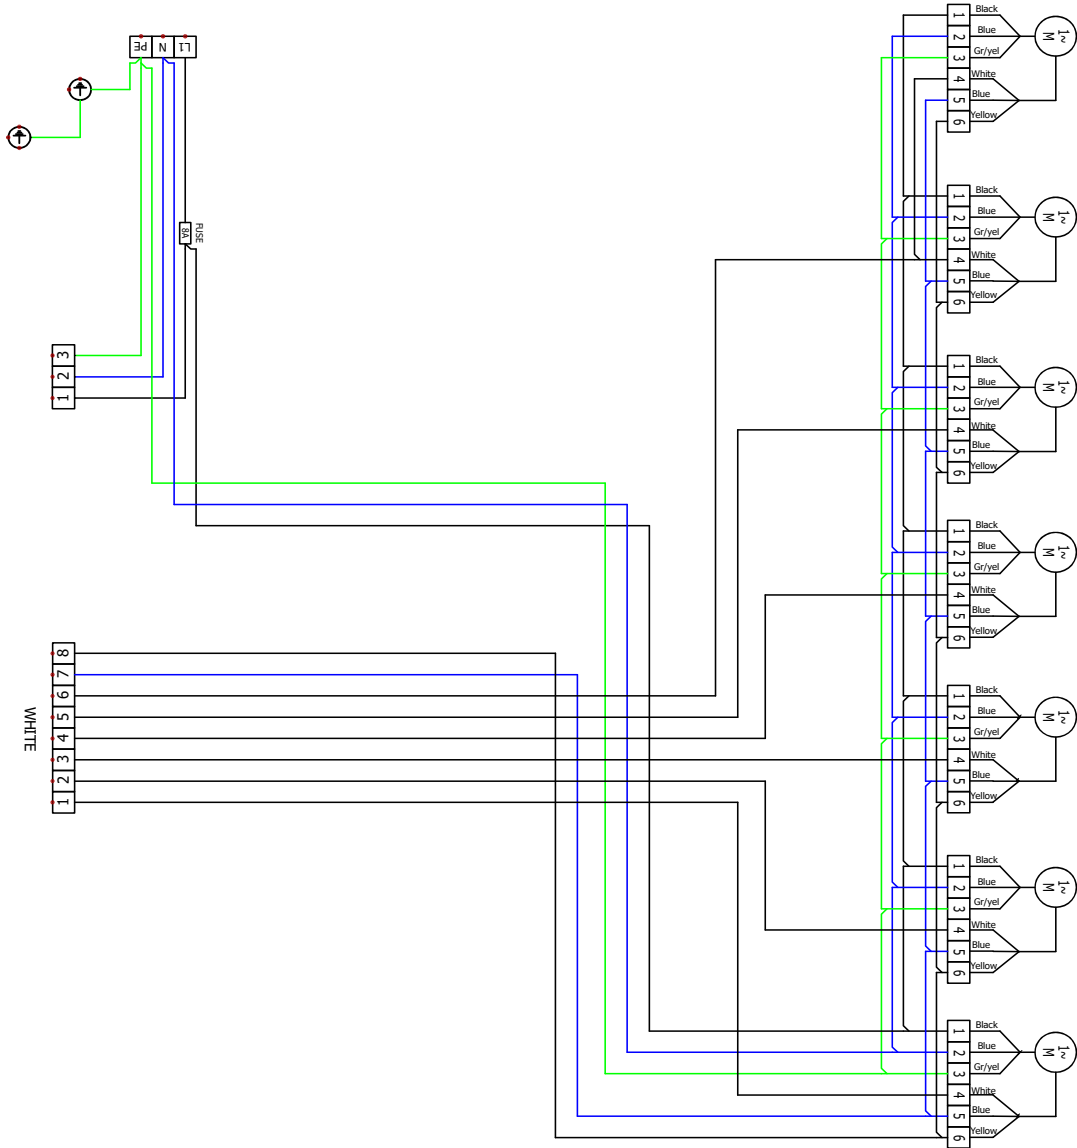 PE N L1
FUSE
8A
3
2
1
8
7
6
5
4
3
2
1
WHITE
1 Black
2 Blue
3 Gr/yel
4 White
5 Blue
6 Yellow
1~
M
1 Black
2 Blue
3 Gr/yel
4 White
5 Blue
6 Yellow
1~
M
1 Black
2 Blue
3 Gr/yel
4 White
5 Blue
6 Yellow
1~
M
1 Black
2 Blue
3 Gr/yel
4 White
5 Blue
6 Yellow
1~
M
1 Black
2 Blue
3 Gr/yel
4 White
5 Blue
6 Yellow
1~
M
1 Black
2 Blue
3 Gr/yel
4 White
5 Blue
6 Yellow
1~
M
1 Black
2 Blue
3 Gr/yel
4 White
5 Blue
6 Yellow
1~
M